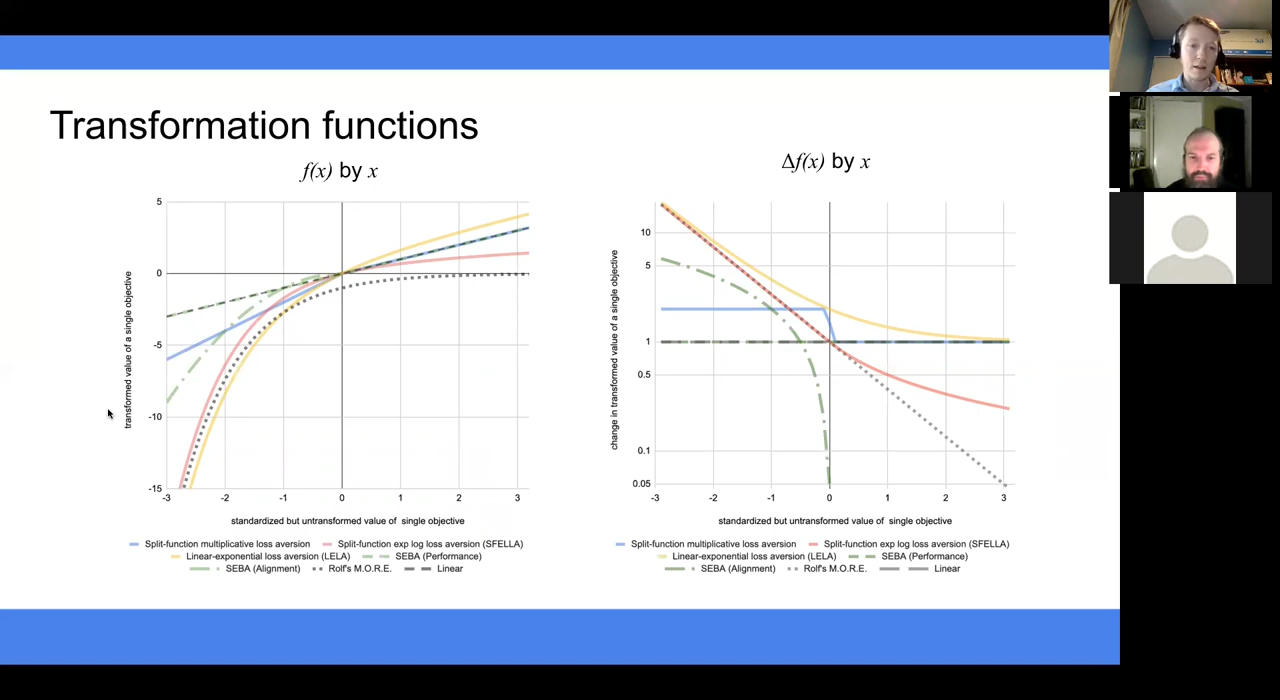 Transformation functions
f(x) by x
Δf(x) by x
transformed value of a single objective
5
0
-5
-10
-15
-3 -2 -1 0 1 2 3
standardized but untransformed value of single objective
Split-function multiplicative loss aversion Split-function exp log loss aversion (SFELLA)
Linear-exponential loss aversion (LELA) SEBA (Performance)
SEBA (Alignment) Rolf's M.O.R.E. Linear
change in transformed value of a single objective
10
5
1
0.5
0.1
0.05
-3 -2 -1 0 1 2 3
standardized but untransformed value of single objective
Split-function multiplicative loss aversion Split-function exp log loss aversion (SFELLA)
Linear-exponential loss aversion (LELA) SEBA (Performance)
SEBA (Alignment) Rolf's M.O.R.E. Linear